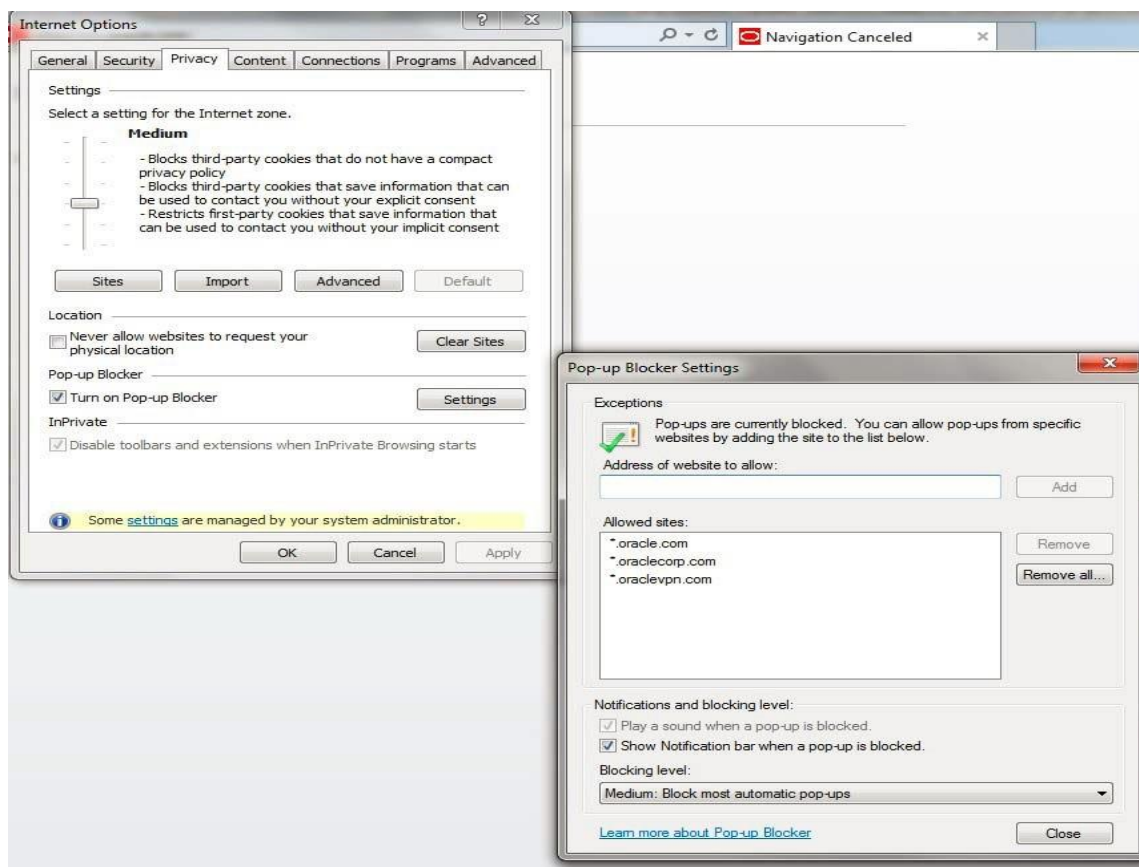 Internet Options
?
Navigation Canceled
General Security Privacy Content Connections Programs Advanced
Settings
Select a setting for the Internet zone.
Medium
- Blocks third-party cookies that do not have a compact
privacy policy
- Blocks third-party cookies that save information that can
be used to contact you without your explicit consent
- Restricts first-party cookies that save information that
can be used to contact you without your implicit consent
Sites Import Advanced Default
Location
Never allow websites to request your
physical location
Clear Sites
Pop-up Blocker
Turn on Pop-up Blocker
Settings
InPrivate
Disable toolbars and extensions when InPrivate Browsing starts
Some settings are managed by your system administrator.
OK Cancel Apply
Pop-up Blocker Settings
Exceptions
Pop-ups are currently blocked. You can allow pop-ups from specific
websites by adding the site to the list below.
Address of website to allow:
Add
Allowed sites:
*.oracle.com
*.oraclecorp.com
*.oraclevpn.com
Remove
Remove all...
Notifications and blocking level:
Play a sound when a pop-up is blocked.
Show Notification bar when a pop-up is blocked.
Blocking level:
Medium: Block most automatic pop-ups
Learn more about Pop-up Blocker
Close